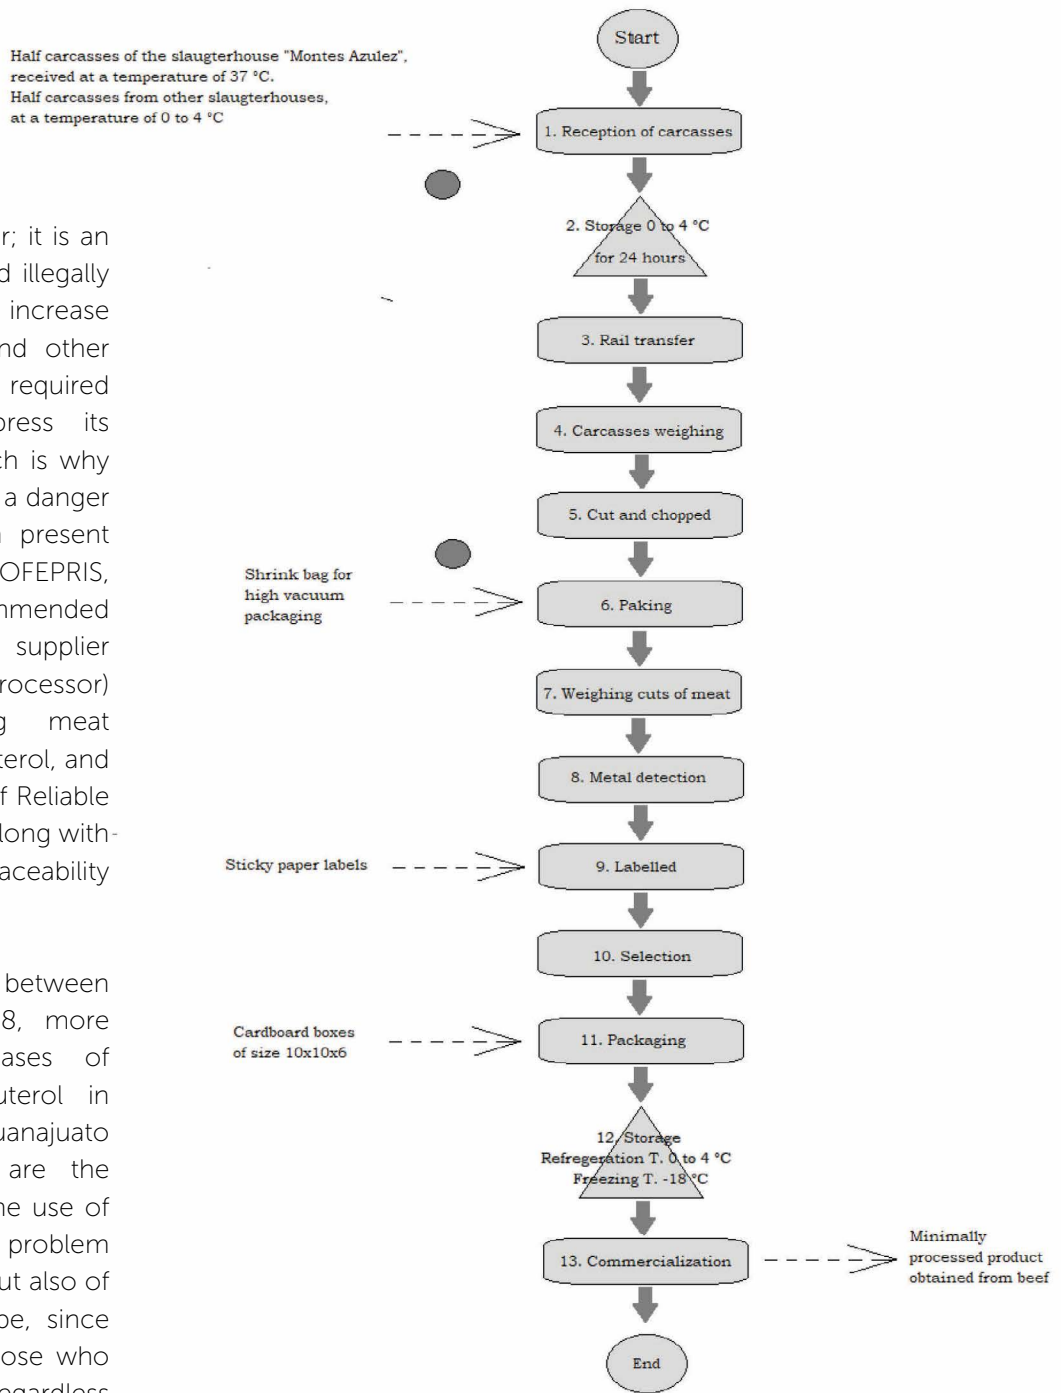 Start
Half carcasses of the slaugterhouse "Montes Azulez",
received at a temperature of 37 °C.
Half carcasses from other slaugterhouses,
at a temperature of 0 to 4 °C
1. Reception of carcasses
2. Storage 0 to 4 °C
for 24 hours
3. Rail transfer
4. Carcasses weighing
5. Cut and chopped
Shrink bag for
high vacuum
packaging
6. Paking
7. Weighing cuts of meat
8. Metal detection
Sticky paper labels
9. Labelled
10. Selection
Cardboard boxes
of size 10x10x6
11. Packaging
12. Storage
Refregeration T. 0 to 4 °C
Freezing T. -18 °C
13. Commercialization
Minimally
processed product
obtained from beef
End
r; it is an
d illegally
increase
nd other
required
press its
ch is why
a danger
n present
OFEPRIS,
mmended
supplier
rocessor)
g meat
terol, and
f Reliable
long with-
aceability
between
8, more
ases of
uterol in
uanajuato
are the
he use of
problem
ut also of
pe, since
ose who
egardless